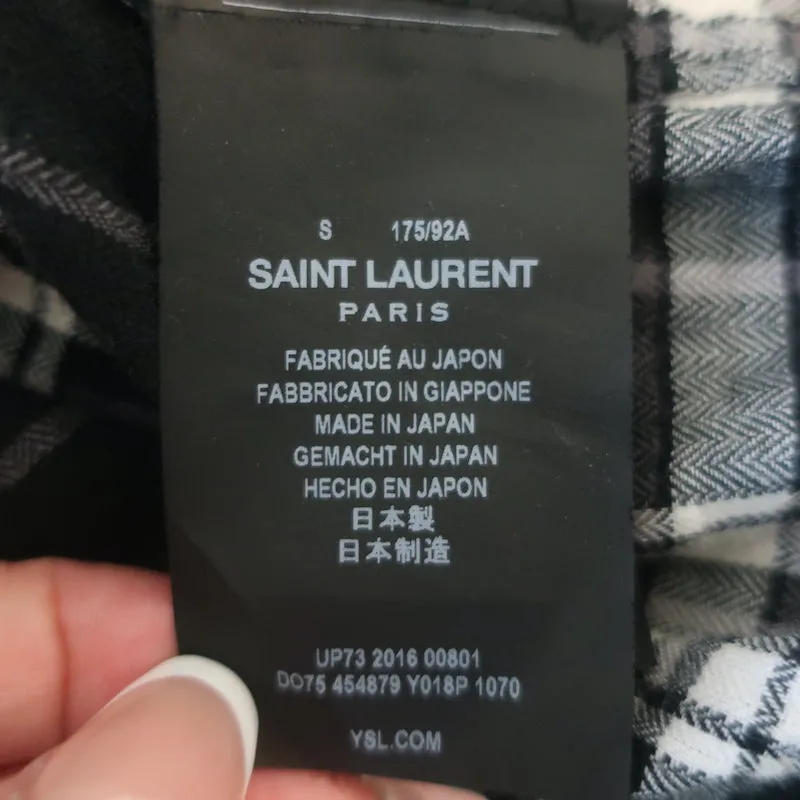 S 175/92A
SAINT LAURENT
PARIS
FABRIQUÉ AU JAPON
FABBRICATO IN GIAPPONE
MADE IN JAPAN
GEMACHT IN JAPAN
HECHO EN JAPON
日本製
日本制造
UP73 2016 00801
DO75 454879 Y018P 1070
YSL.COM